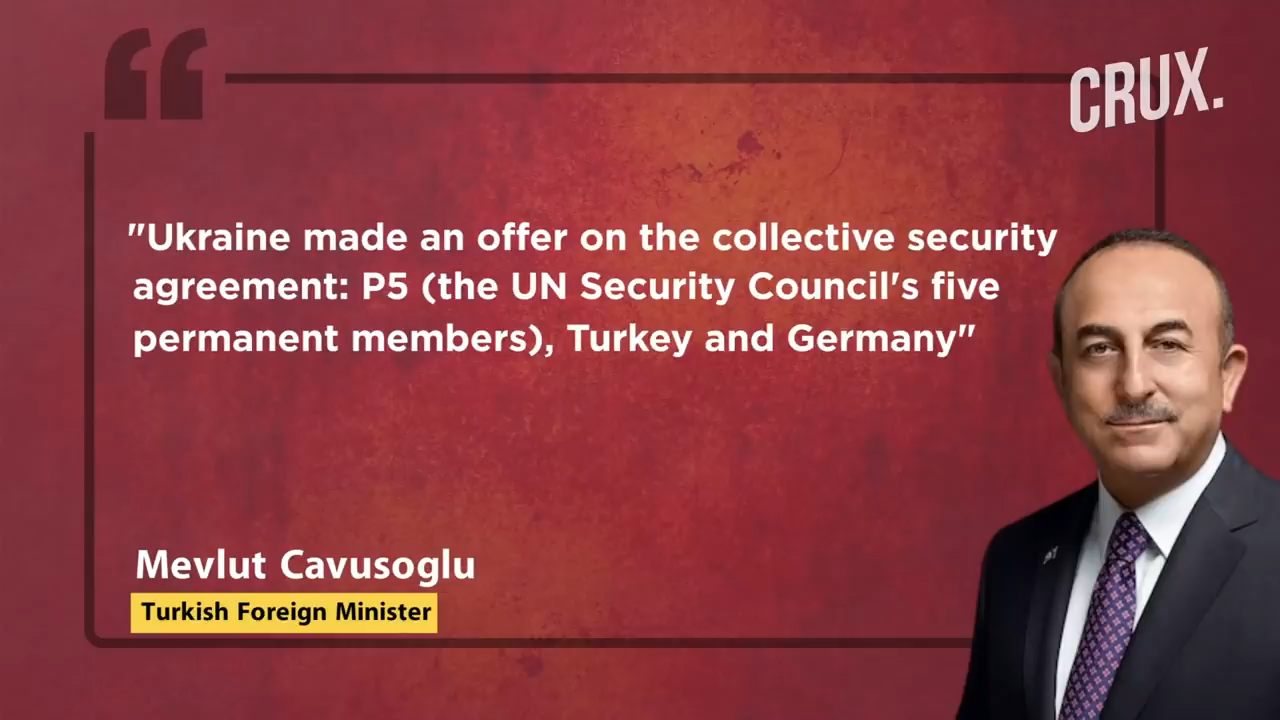 CRUX.
"Ukraine made an offer on the collective security
agreement: P5 (the UN Security Council's five
permanent members), Turkey and Germany"
Mevlut Cavusoglu
Turkish Foreign Minister